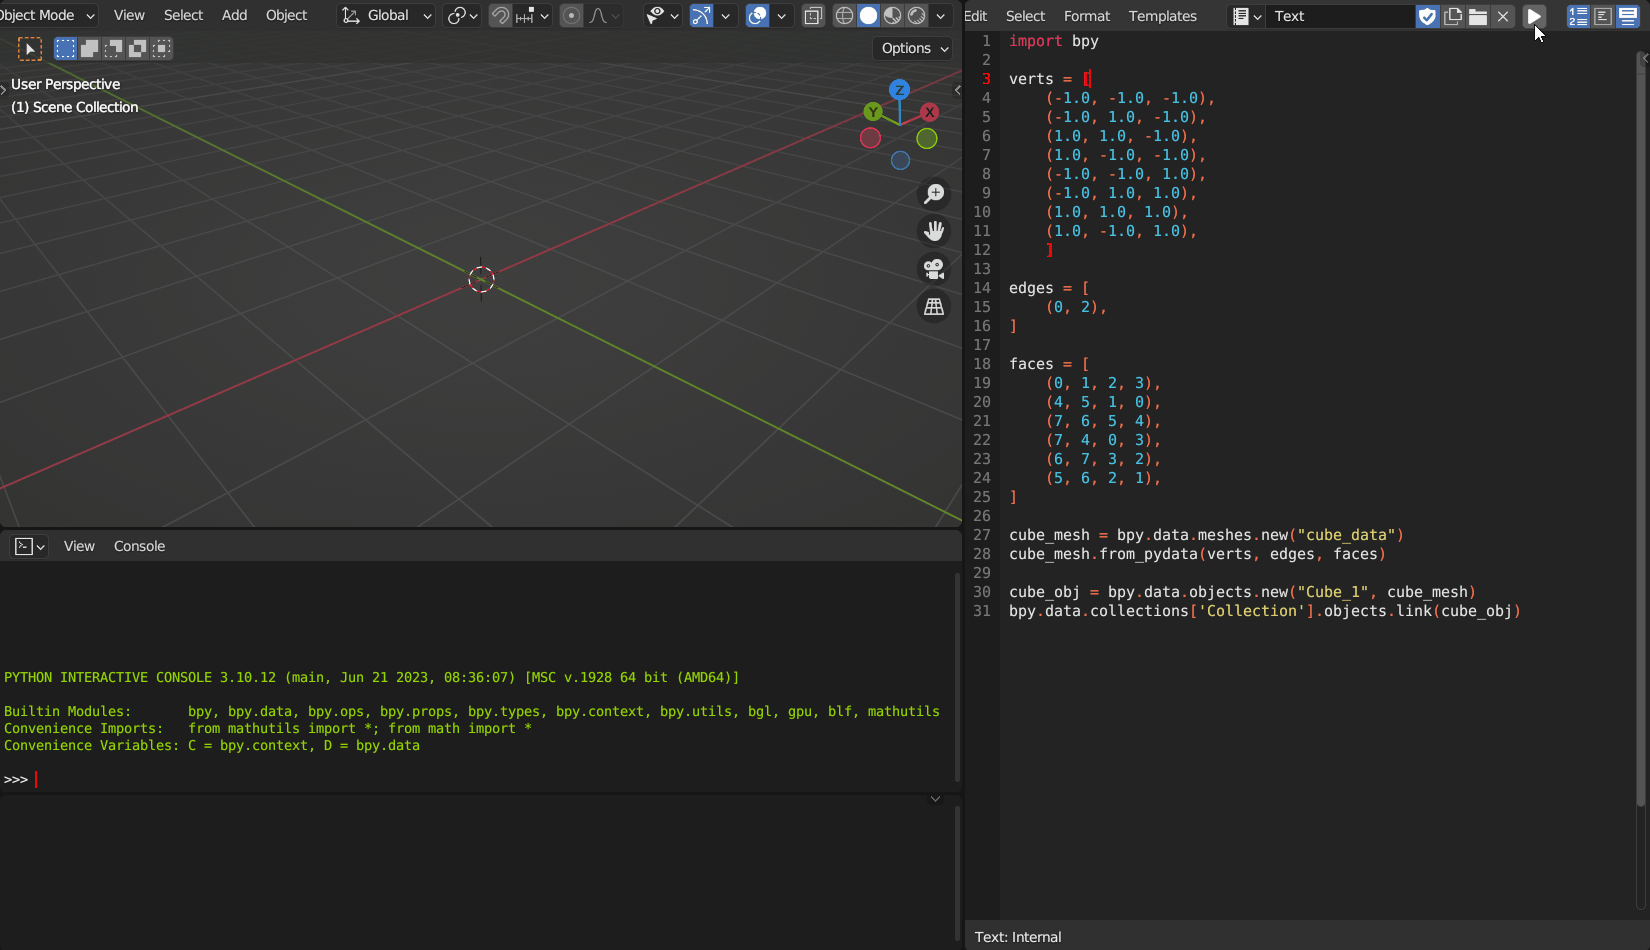 Object Mode View Select Add Object Global
Options
User Perspective
(1) Scene Collection
Z
Y
X
View Console
PYTHON INTERACTIVE CONSOLE 3.10.12 (main, Jun 21 2023, 08:36:07) [MSC v.1928 64 bit (AMD64)]
Builtin Modules: bpy, bpy.data, bpy.ops, bpy.props, bpy.types, bpy.context, bpy.utils, bgl, gpu, blf, mathutils
Convenience Imports: from mathutils import *; from math import *
Convenience Variables: C = bpy.context, D = bpy.data
>>>
Edit Select Format Templates Text
1 import bpy
2
3 verts = [
4     (-1.0, -1.0, -1.0),
5     (-1.0, 1.0, -1.0),
6     (1.0, 1.0, -1.0),
7     (1.0, -1.0, -1.0),
8     (-1.0, -1.0, 1.0),
9     (-1.0, 1.0, 1.0),
10     (1.0, 1.0, 1.0),
11     (1.0, -1.0, 1.0),
12     ]
13
14 edges = [
15     (0, 2),
16 ]
17
18 faces = [
19     (0, 1, 2, 3),
20     (4, 5, 1, 0),
21     (7, 6, 5, 4),
22     (7, 4, 0, 3),
23     (6, 7, 3, 2),
24     (5, 6, 2, 1),
25 ]
26
27 cube_mesh = bpy.data.meshes.new("cube_data")
28 cube_mesh.from_pydata(verts, edges, faces)
29
30 cube_obj = bpy.data.objects.new("Cube_1", cube_mesh)
31 bpy.data.collections['Collection'].objects.link(cube_obj)
Text: Internal